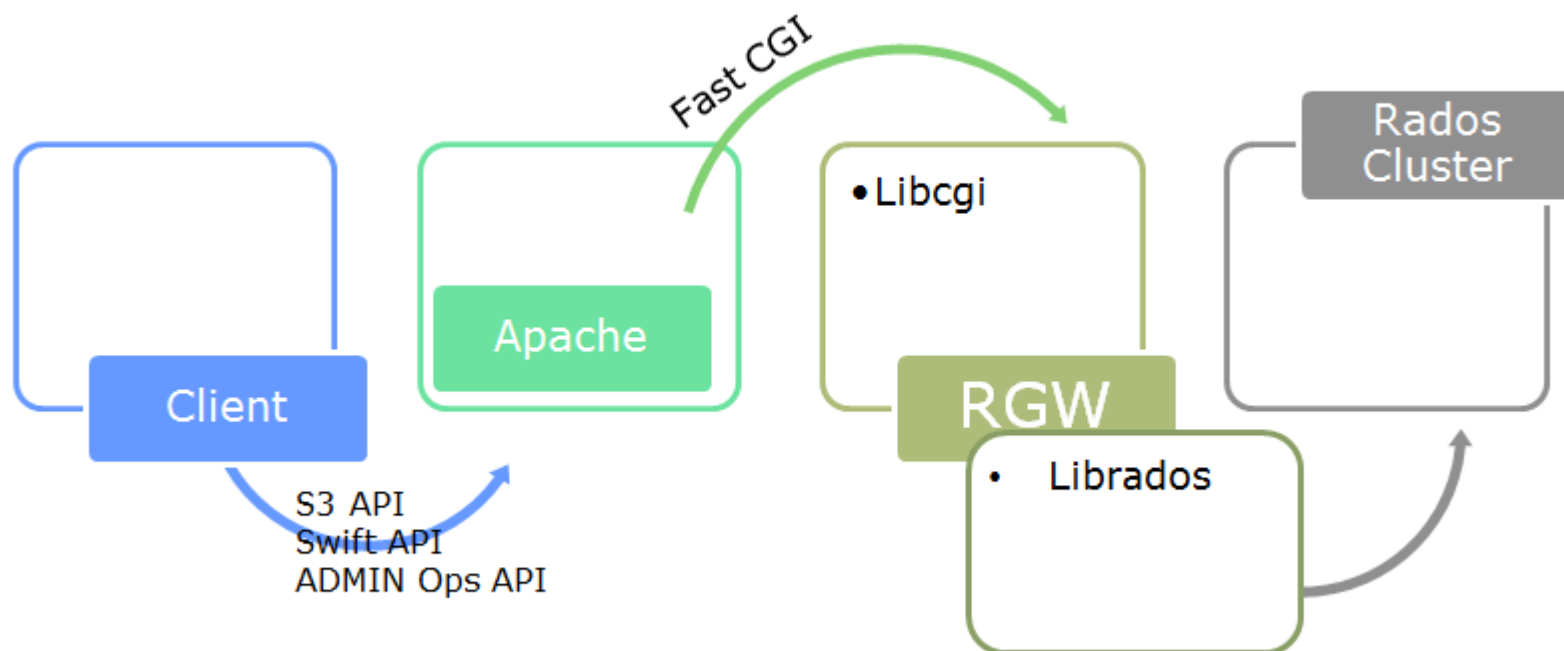 Fast CGI
Rados
Cluster
•Libcgi
Apache
Client
RGW
• Librados
S3 API
Swift API
ADMIN Ops API